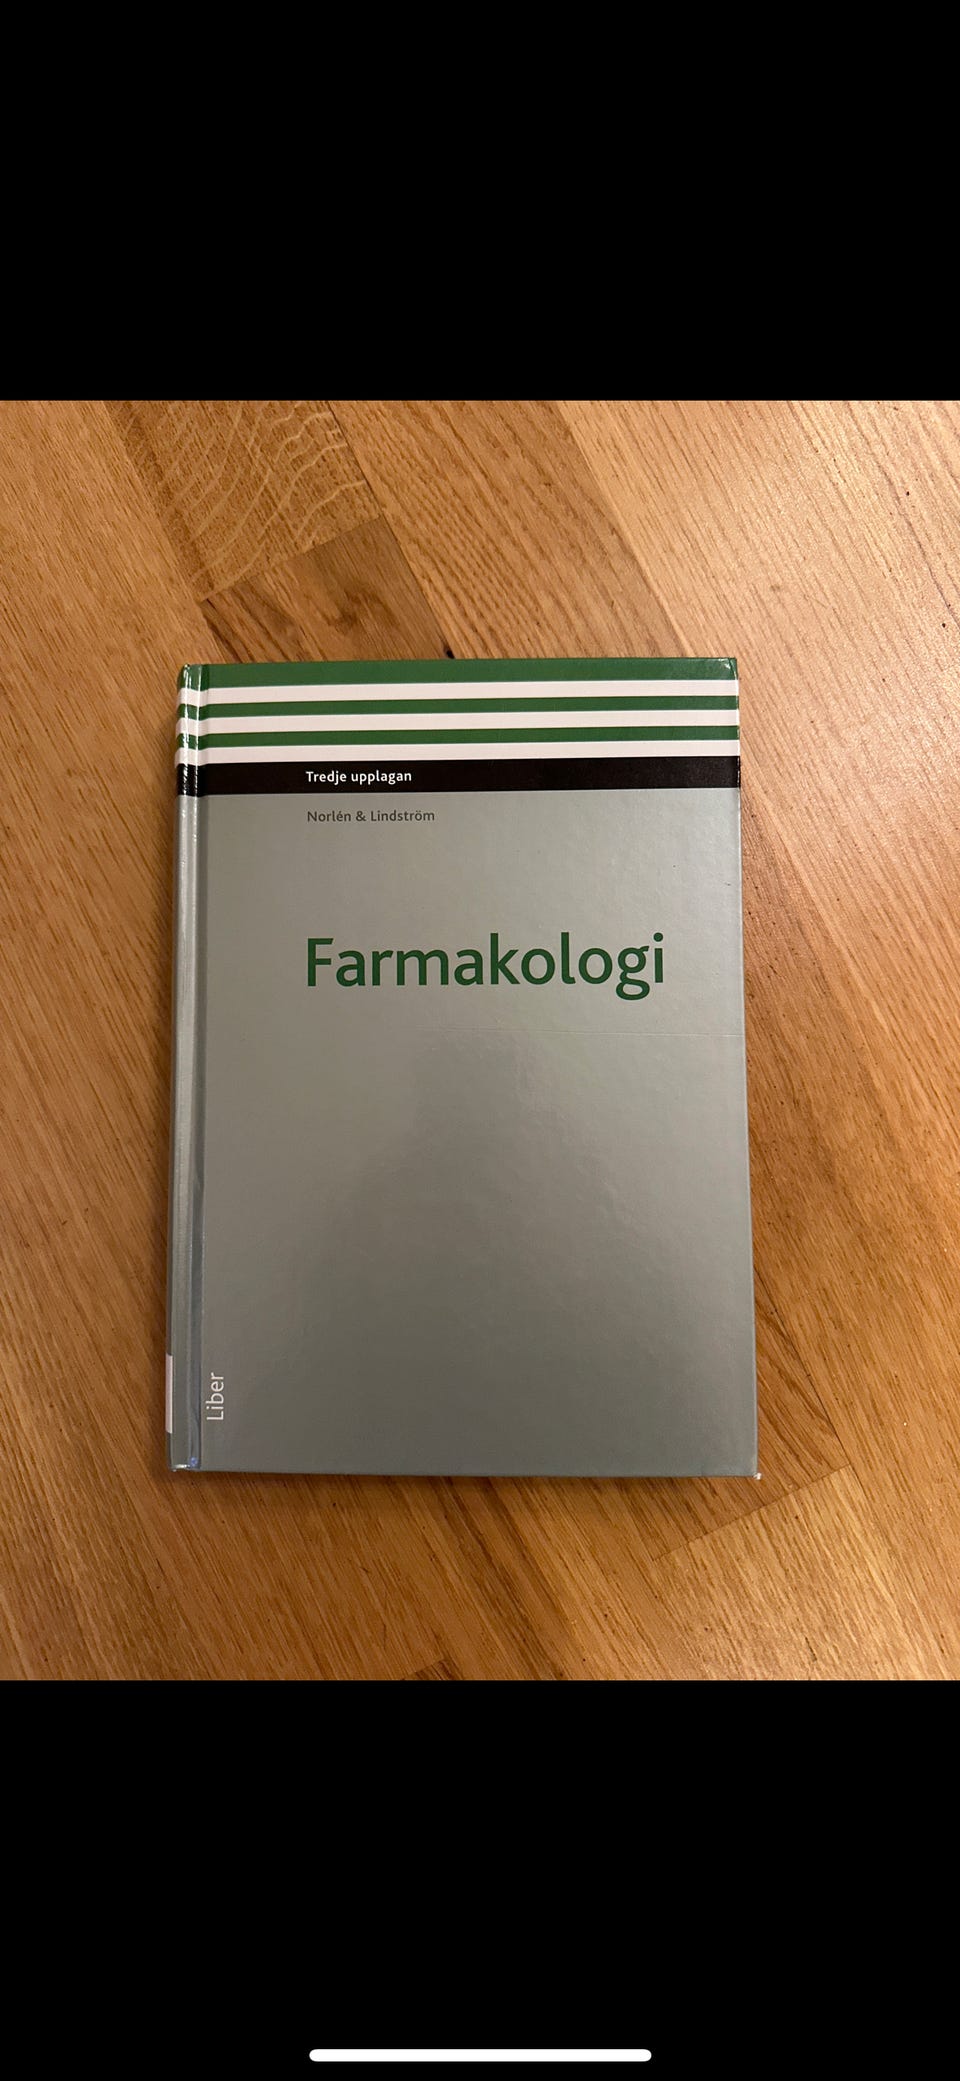 Tredje upplagan
Norlén & Lindström
Farmakologi
Liber